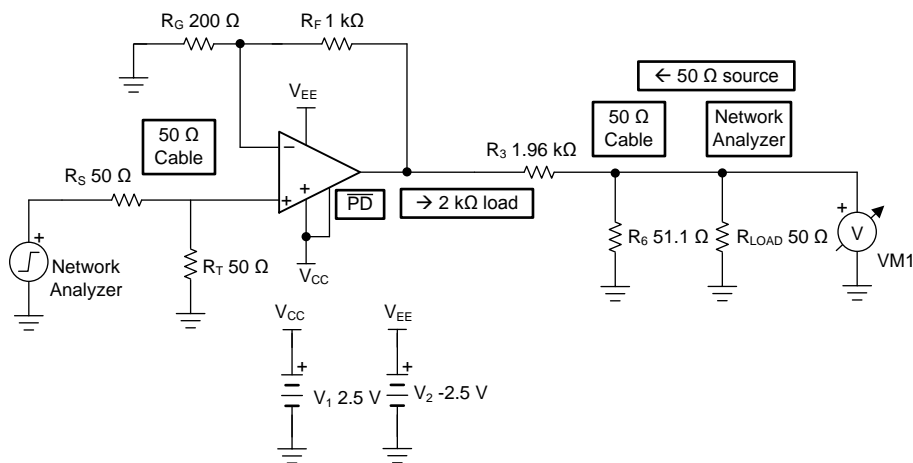 R_G 200 Ω
R_F 1 kΩ
← 50 Ω source
V_EE
50 Ω
Cable
50 Ω
Cable
Network
Analyzer
R_S 50 Ω
R_3 1.96 kΩ
−
+
+
PD
→ 2 kΩ load
+
R_T 50 Ω
Network
Analyzer
V_CC
R_6 51.1 Ω
R_LOAD 50 Ω
+
V
VM1
V_CC
V_EE
+
+
V_1 2.5 V
V_2 -2.5 V